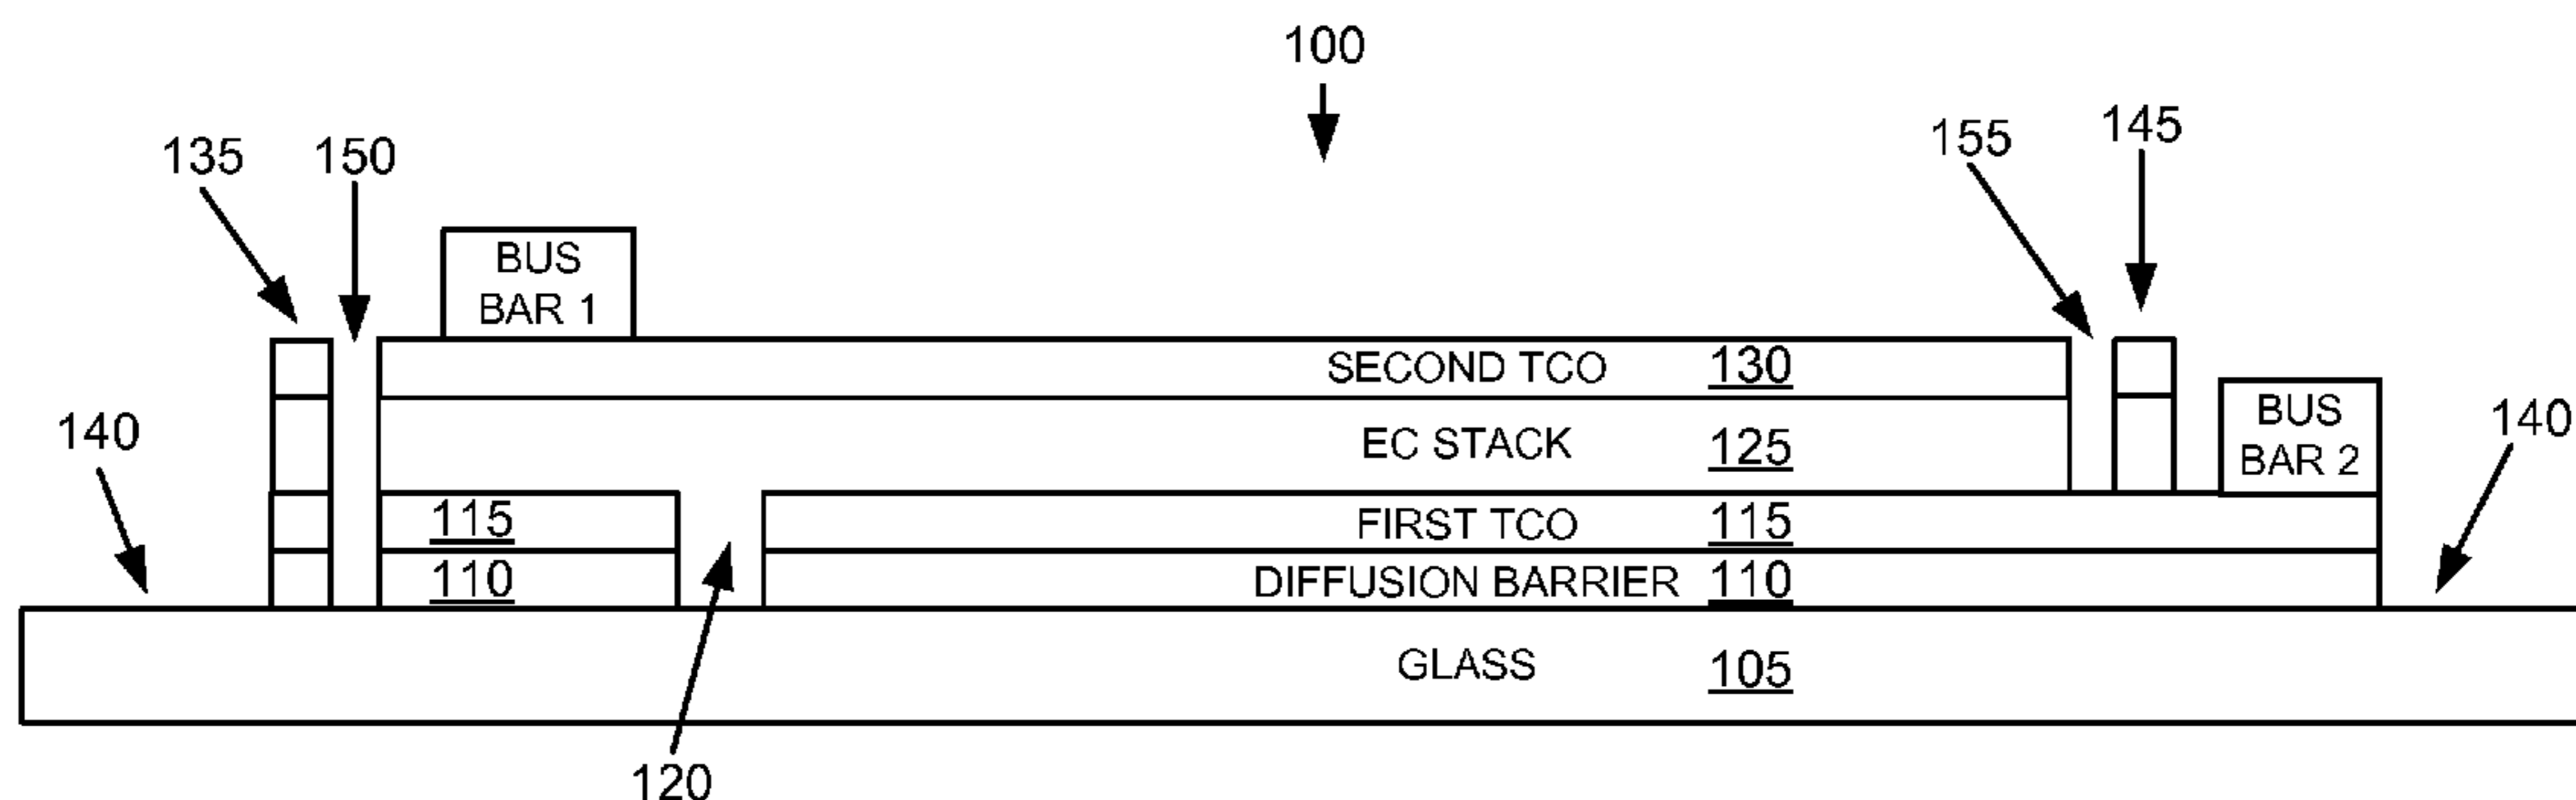 100
135
150
155
145
BUS
BAR 1
SECOND TCO 130
140
EC STACK 125
BUS
BAR 2
140
115
FIRST TCO 115
110
DIFFUSION BARRIER 110
GLASS 105
120